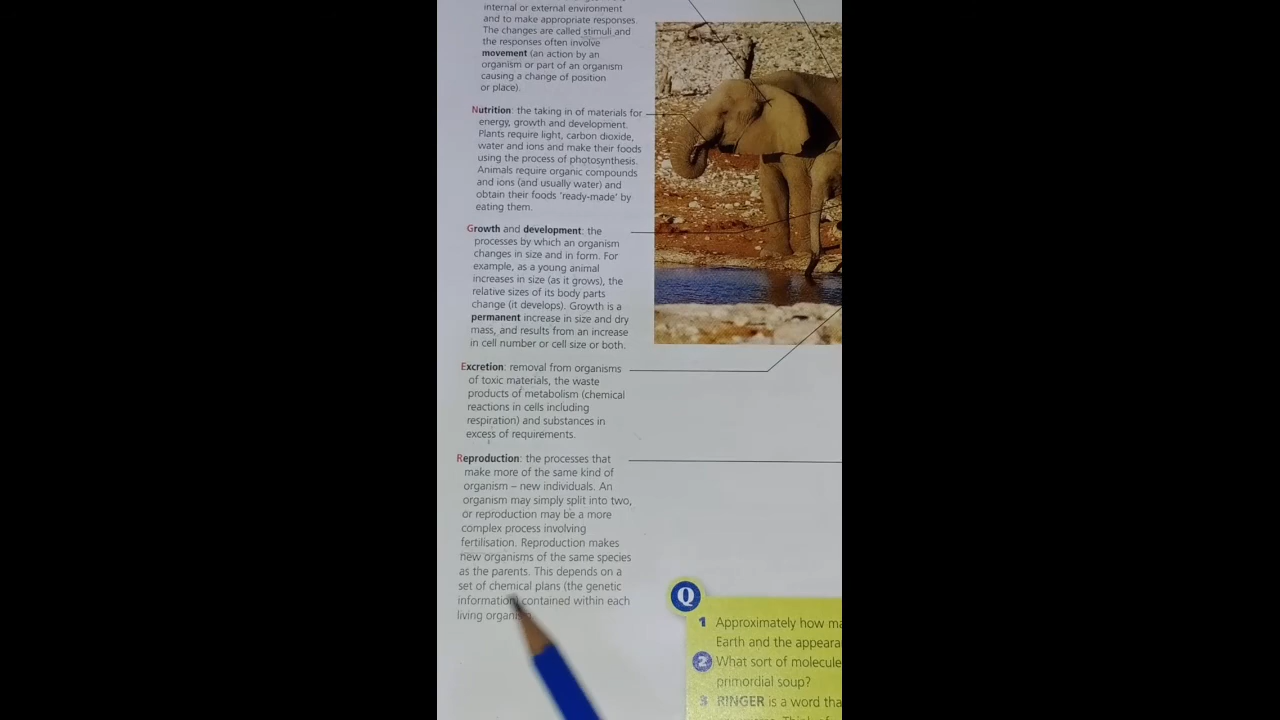 internal or external environment
and to make appropriate responses.
The changes are called stimuli and
the responses often involve
movement (an action by an
organism or part of an organism
causing a change of position
or place).
Nutrition: the taking in of materials for
energy, growth and development.
Plants require light, carbon dioxide,
water and ions and make their foods
using the process of photosynthesis.
Animals require organic compounds
and ions (and usually water) and
obtain their foods 'ready-made' by
eating them.
Growth and development: the
processes by which an organism
changes in size and in form. For
example, as a young animal
increases in size (as it grows), the
relative sizes of its body parts
change (it develops). Growth is a
permanent increase in size and dry
mass, and results from an increase
in cell number or cell size or both.
Excretion: removal from organisms
of toxic materials, the waste
products of metabolism (chemical
reactions in cells including
respiration) and substances in
excess of requirements.
Reproduction: the processes that
make more of the same kind of
organism – new individuals. An
organism may simply split into two,
or reproduction may be a more
complex process involving
fertilisation. Reproduction makes
new organisms of the same species
as the parents. This depends on a
set of chemical plans (the genetic
information) contained within each
living
Q
1 Approximately how
Earth and the
2 What sort of
primordial soup?
3 RINGER is a word